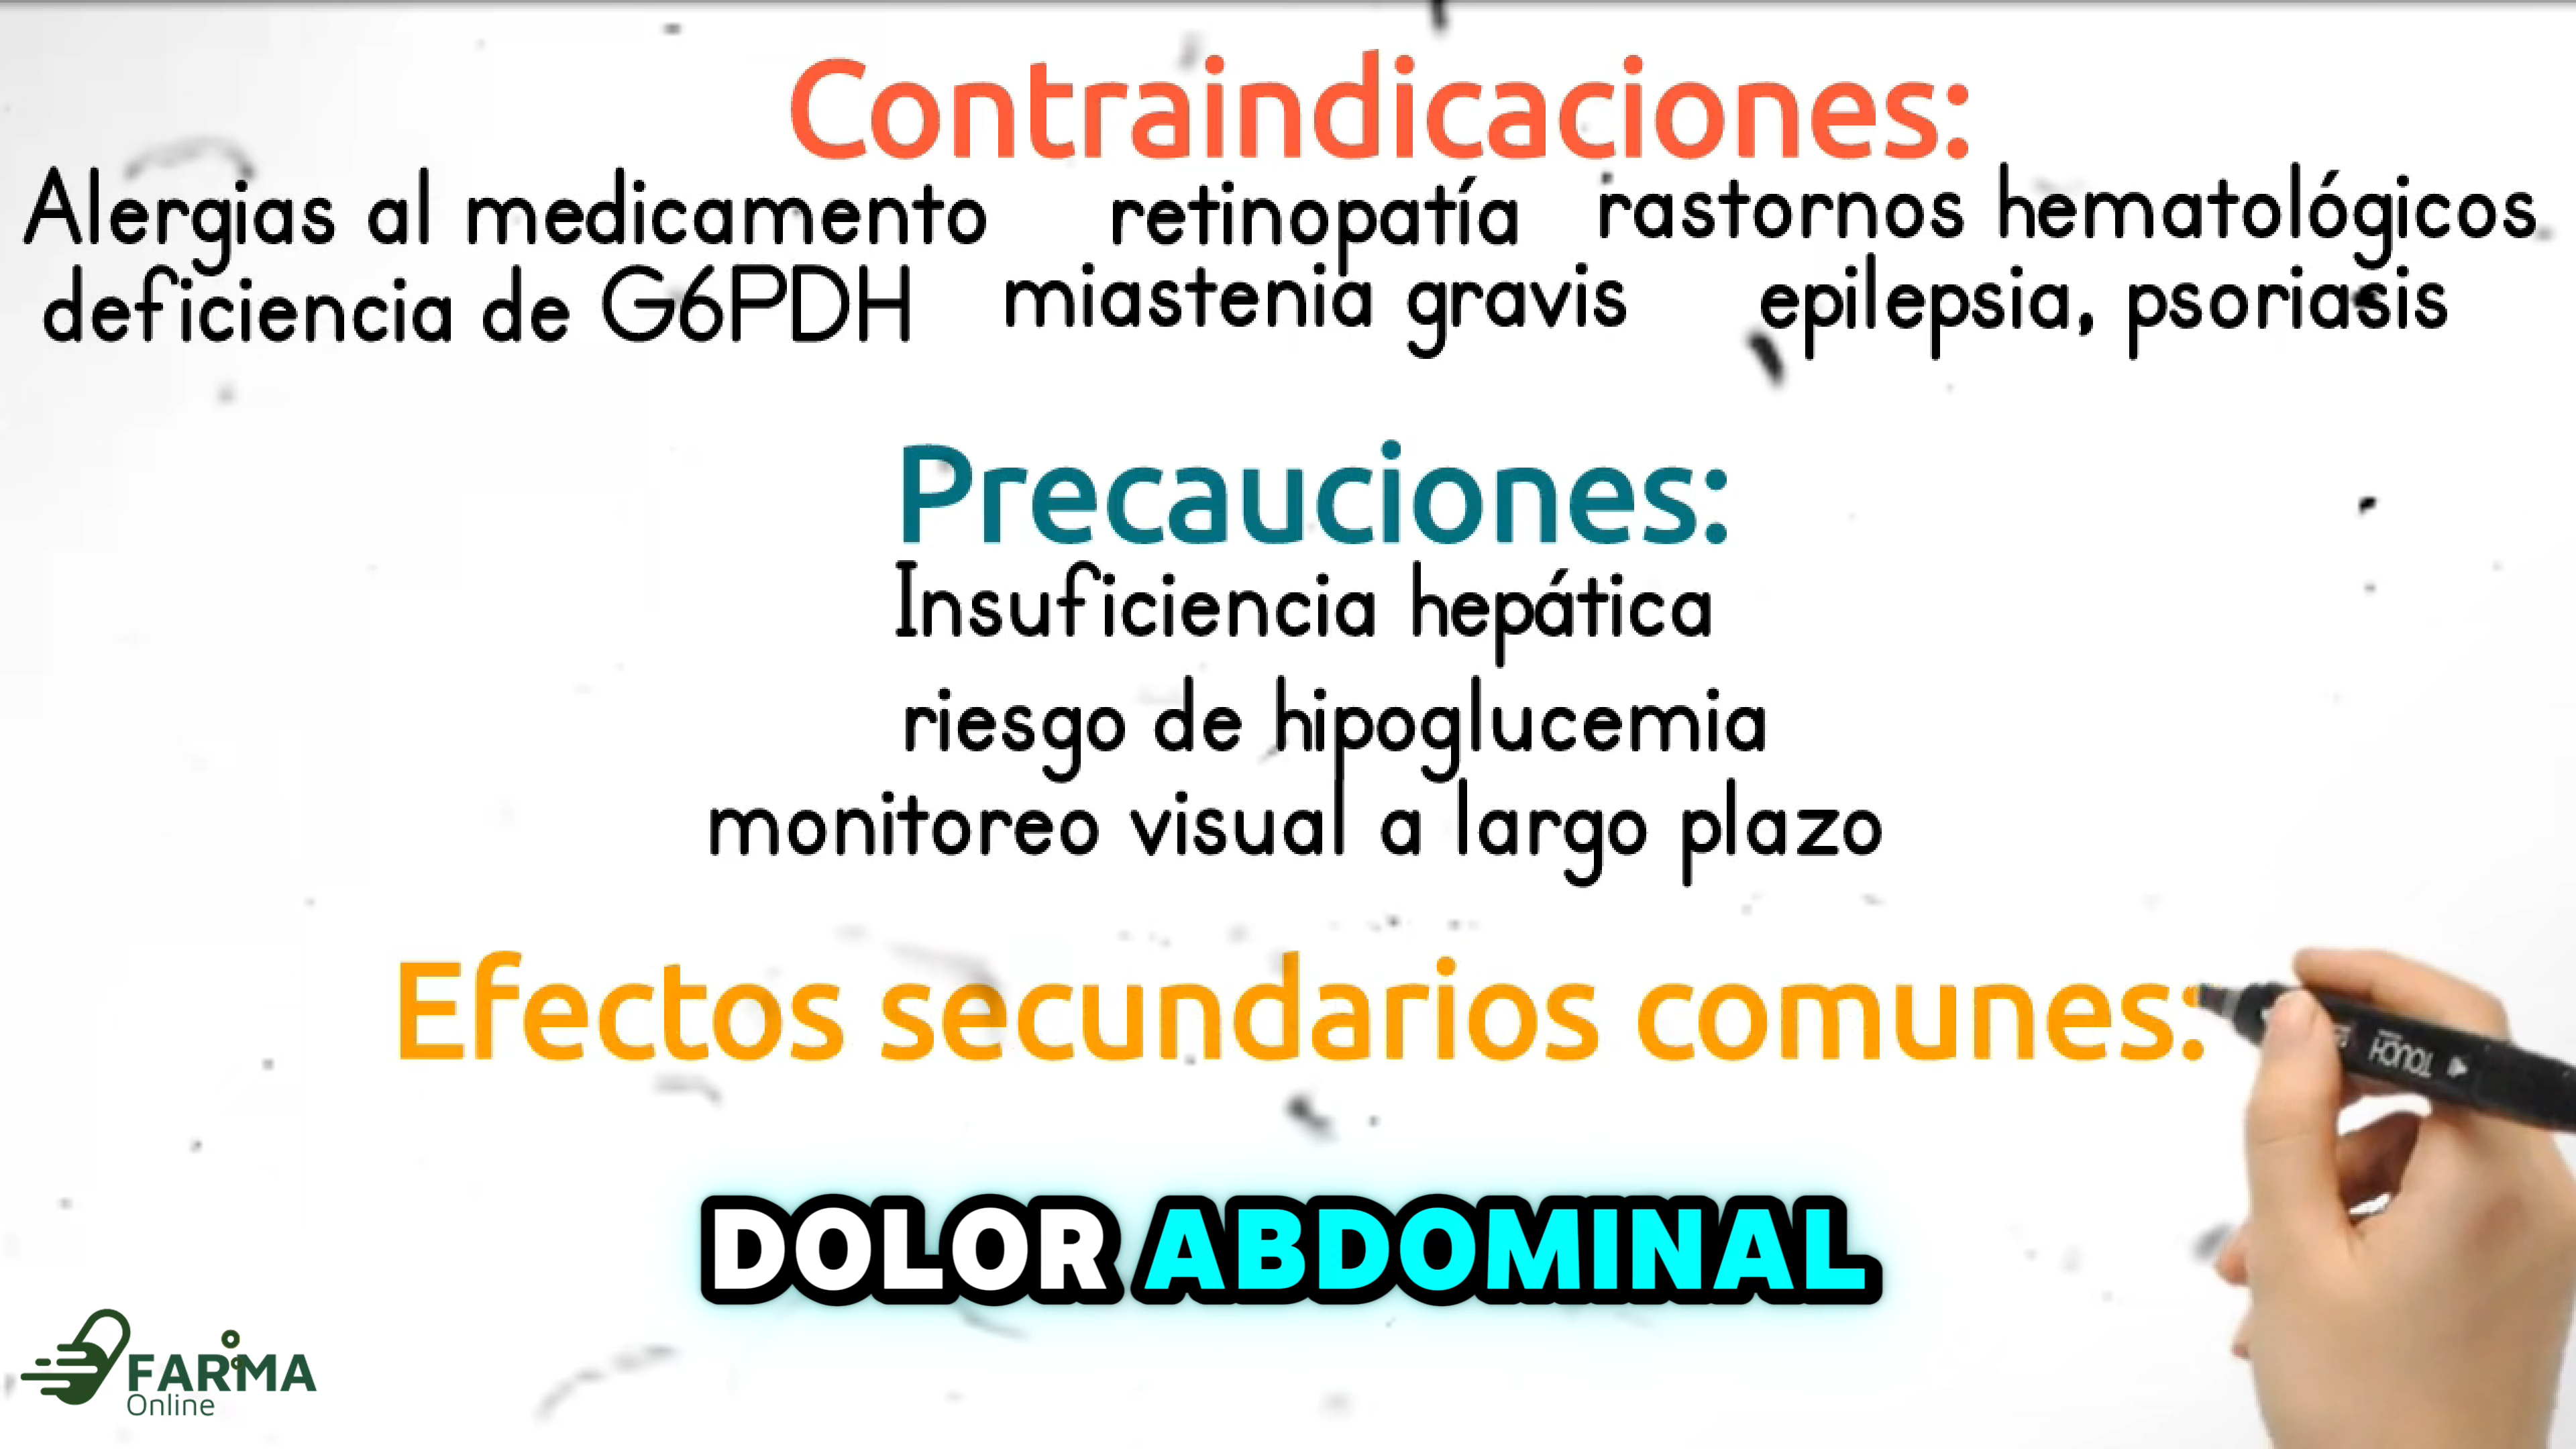 Contraindicaciones:
Alergias al medicamento retinopatía rastornos hematológicos
deficiencia de G6PDH miastenia gravis epilepsia, psoriasis
Precauciones:
Insuficiencia hepática
riesgo de hipoglucemia
monitoreo visual a largo plazo
Efectos secundarios comunes:
TOUCH
DOLOR ABDOMINAL
FARMA
Online